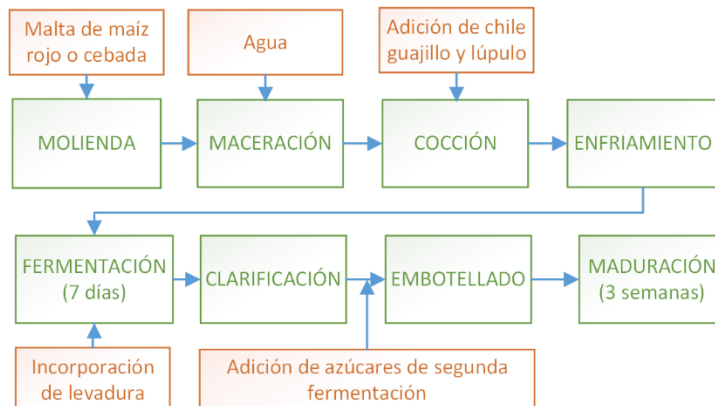 Malta de maíz
rojo o cebada
Agua
Adición de chile
guajillo y lúpulo
MOLIENDA
MACERACIÓN
COCCIÓN
ENFRIAMIENTO
FERMENTACIÓN
(7 días)
CLARIFICACIÓN
EMBOTELLADO
MADURACIÓN
(3 semanas)
Incorporación
de levadura
Adición de azúcares de segunda
fermentación